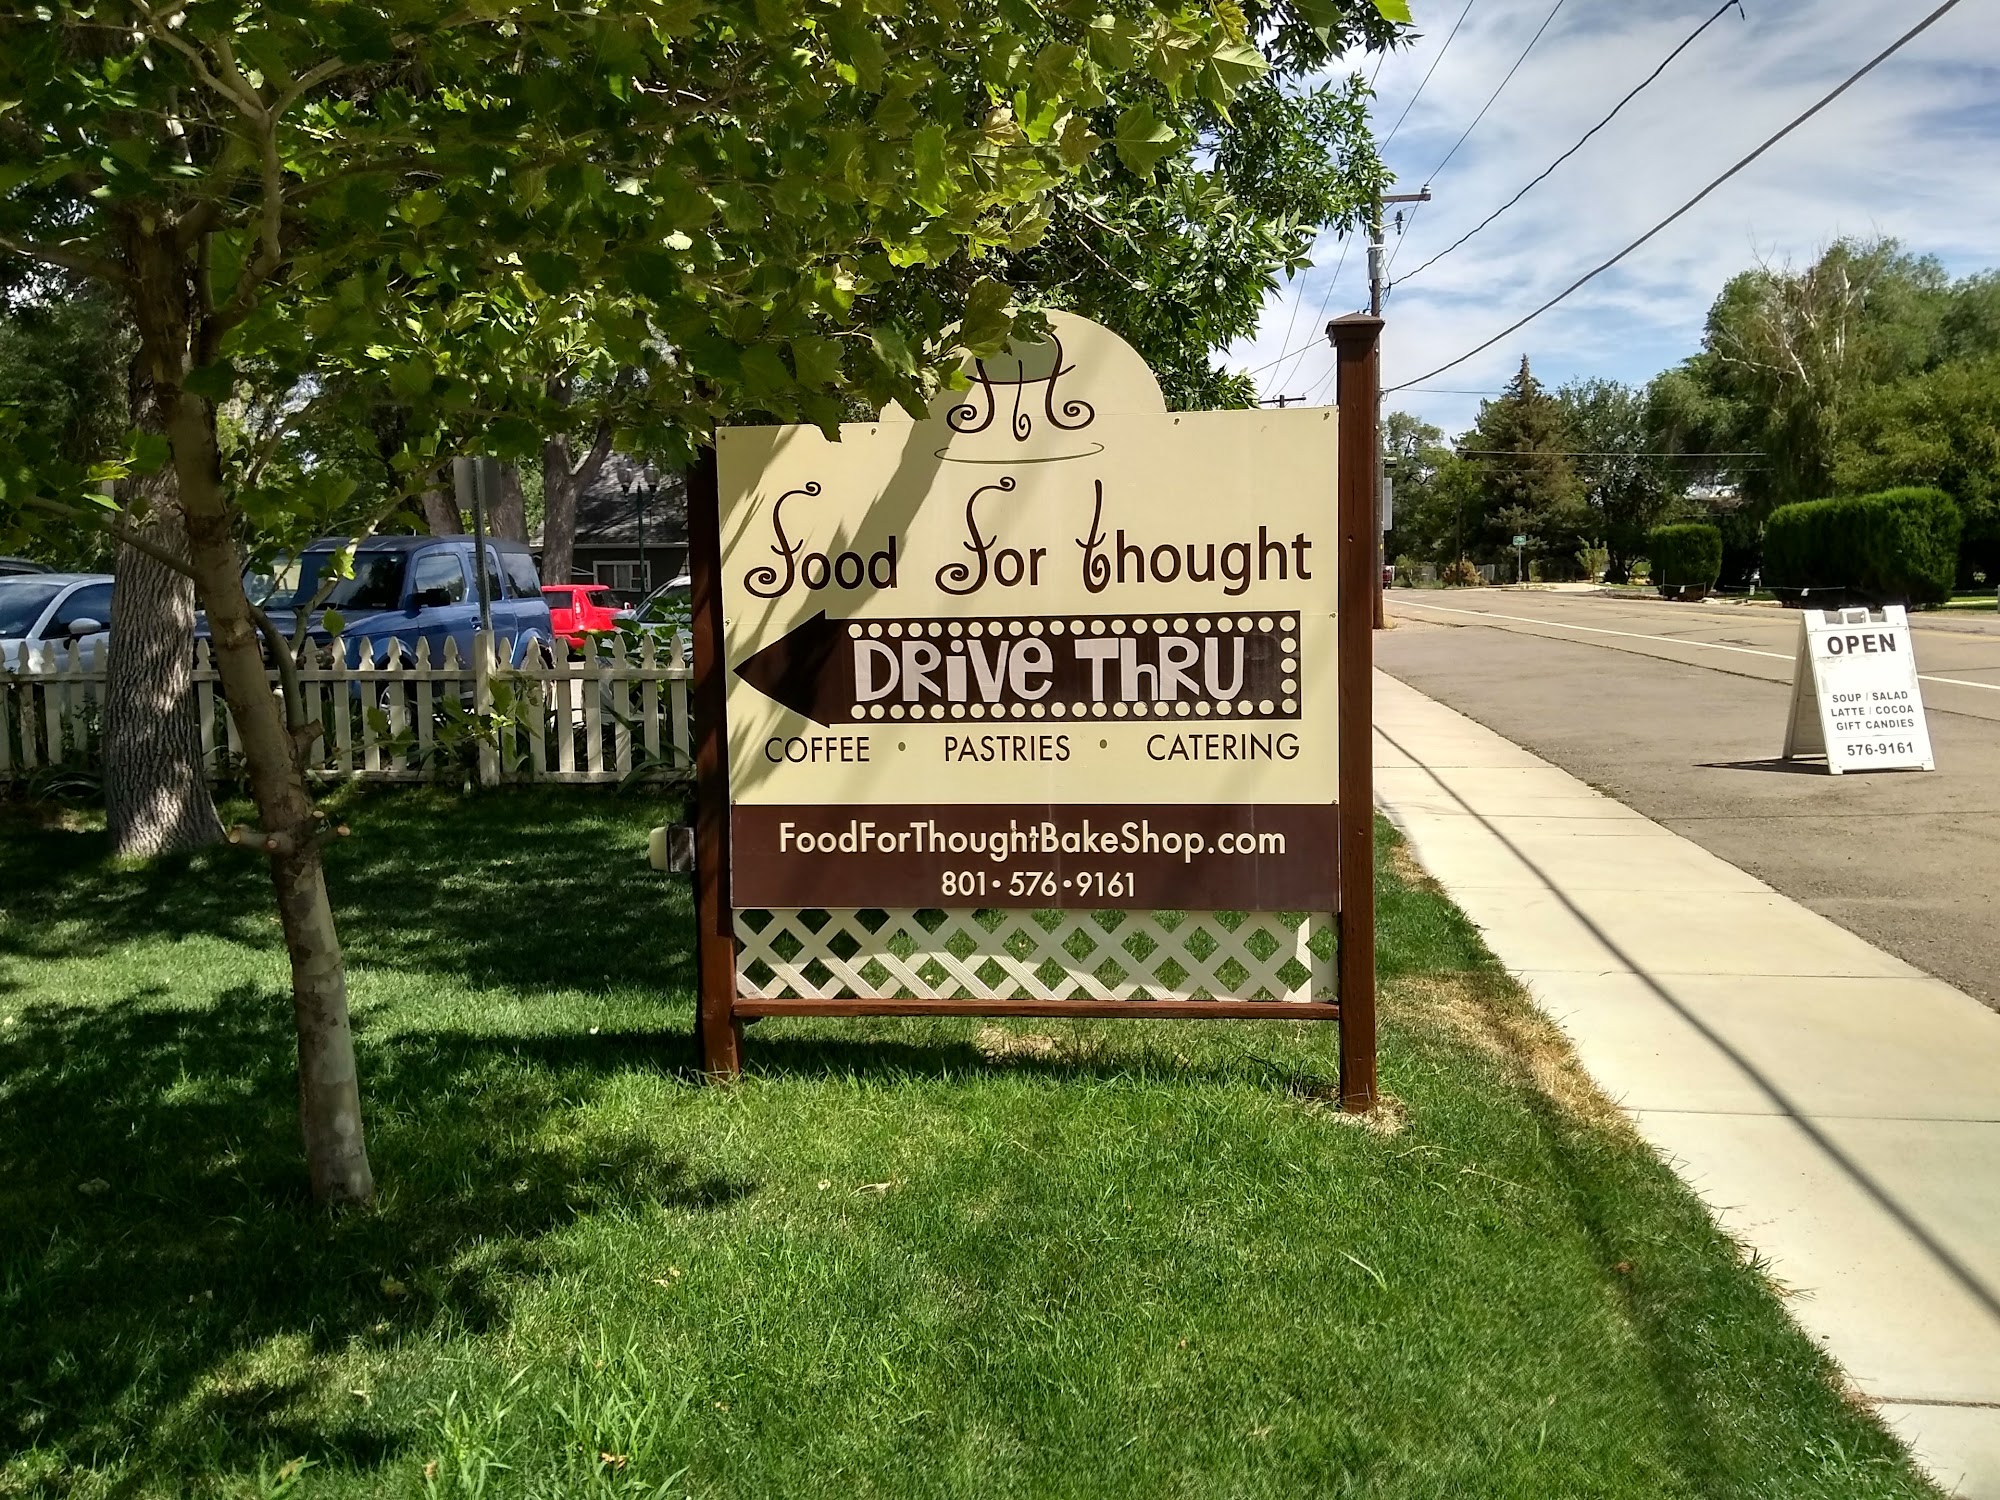 Food For Thought
DRiVe ThRU
COFFEE • PASTRIES • CATERING
FoodForThoughtBakeShop.com
801 • 576 • 9161
OPEN
SOUP / SALAD
LATTE / COCOA
GIFT CANDIES
576-9161